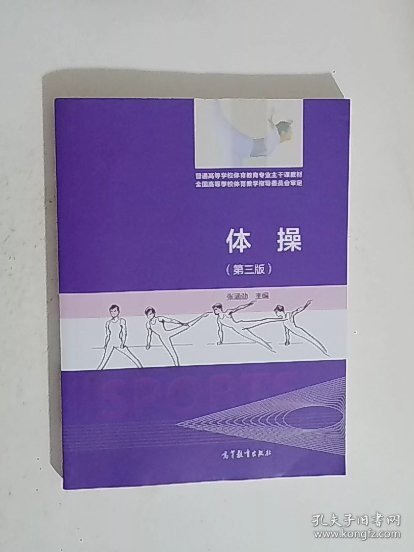 普通高等学校体育教育专业主干课教材
全国高等学校体育教学指导委员会审定
体 操
(第三版)
张涵劲 主编
SPORTS
高等教育出版社
孔夫子旧书网
www.kongfz.com